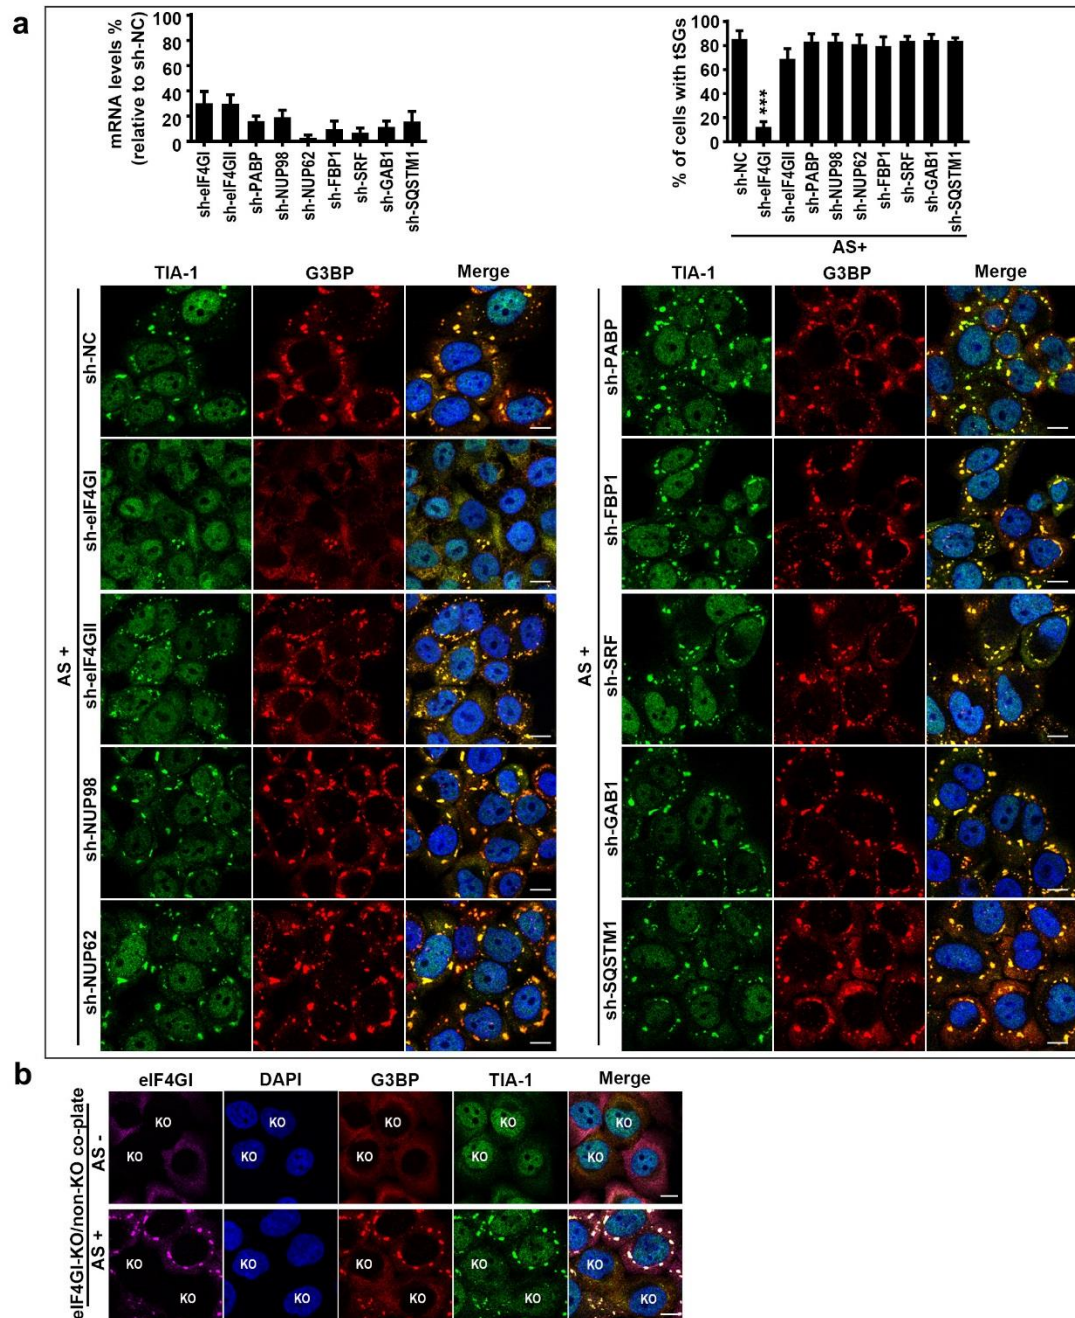 a
mRNA levels %
(relative to sh-NC)
100
80
60
40
20
0
sh-eIF4GI
sh-eIF4GII
sh-PABP
sh-NUP98
sh-NUP62
sh-FBP1
sh-SRF
sh-GAB1
sh-SQSTM1
% of cells with tSGs
100
80
60
40
20
0
***
sh-NC
sh-eIF4GI
sh-eIF4GII
sh-PABP
sh-NUP98
sh-NUP62
sh-FBP1
sh-SRF
sh-GAB1
sh-SQSTM1
AS+
TIA-1 G3BP Merge
AS +
sh-NC
sh-eIF4GI
sh-eIF4GII
sh-NUP98
sh-NUP62
TIA-1 G3BP Merge
AS +
sh-PABP
sh-FBP1
sh-SRF
sh-GAB1
sh-SQSTM1
b
eIF4GI DAPI G3BP TIA-1 Merge
eIF4GI-KO/non-KO co-plate
AS -
KO KO KO KO KO
KO KO KO KO KO
AS +
KO KO KO KO KO
KO KO KO KO KO